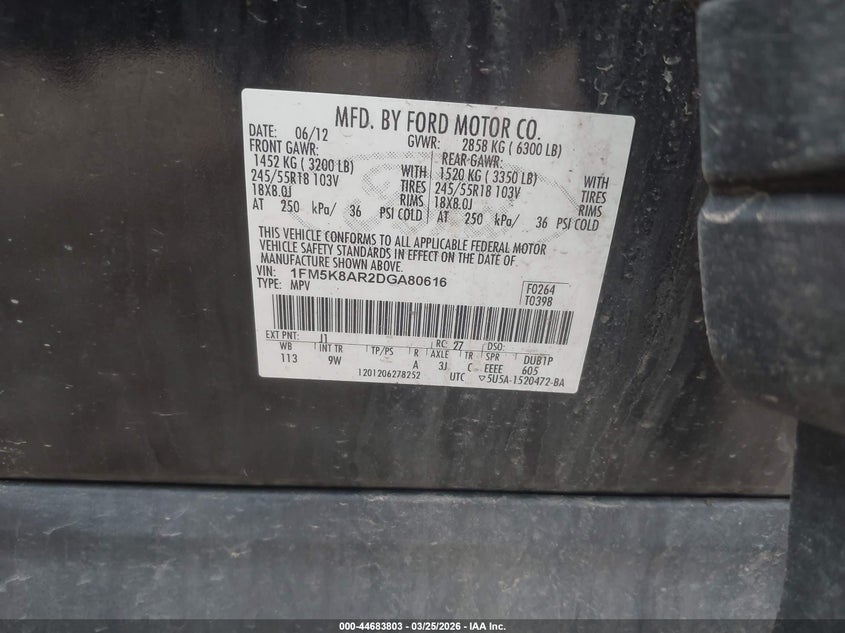 MFD. BY FORD MOTOR CO.
DATE: 06/12 GVWR: 2858 KG ( 6300 LB)
FRONT GAWR: REAR GAWR:
1452 KG ( 3200 LB) WITH 1520 KG ( 3350 LB) WITH
245/55R18 103V TIRES 245/55R18 103V TIRES
18X8.0J RIMS 18X8.0J RIMS
AT 250 kPa/ 36 PSI COLD AT 250 kPa/ 36 PSI COLD
THIS VEHICLE CONFORMS TO ALL APPLICABLE FEDERAL MOTOR
VEHICLE SAFETY STANDARDS IN EFFECT ON THE DATE OF
MANUFACTURE SHOWN ABOVE.
VIN: 1FM5K8AR2DGA80616
TYPE: MPV
F0264
T0398
EXT PNT: J1 RC: 27 DSO:
WB INT TR TP/PS R AXLE TR SPR DUB1P
113 9W A 3J C EEEE 605
1201206278252 UTC ▽5U5A-1520472-BA
000-44683803 — 03/25/2026 — IAA Inc.